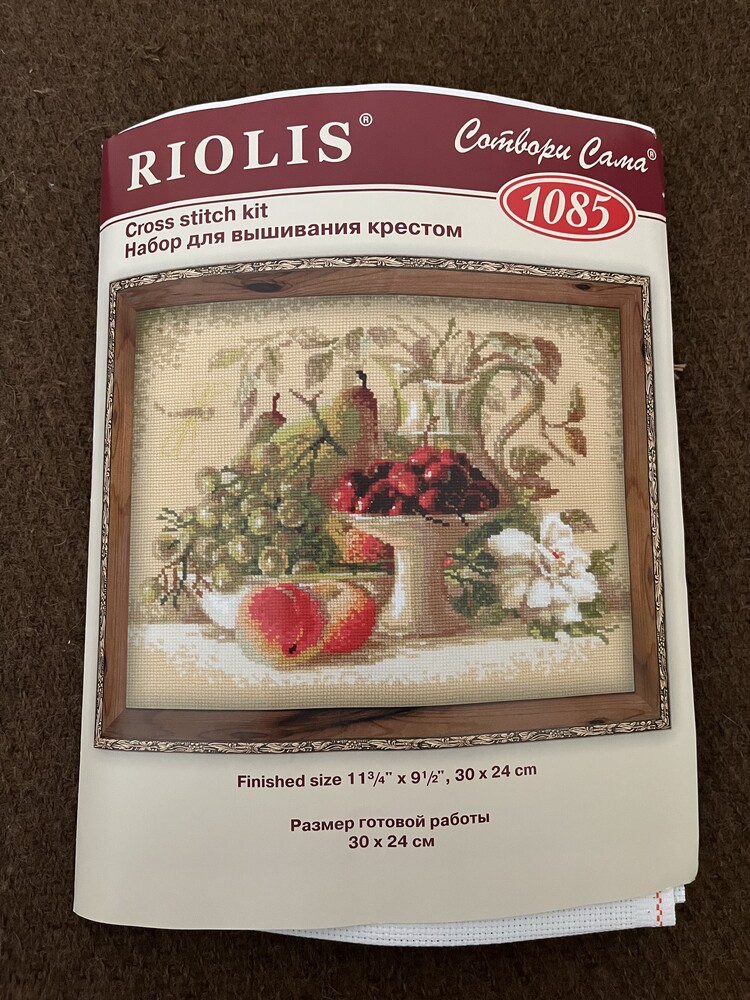 RIOLIS®
Сотвори Сама®
1085
Cross stitch kit
Набор для вышивания крестом
Finished size 11³/₄" x 9¹/₂", 30 x 24 cm
Размер готовой работы
30 x 24 см